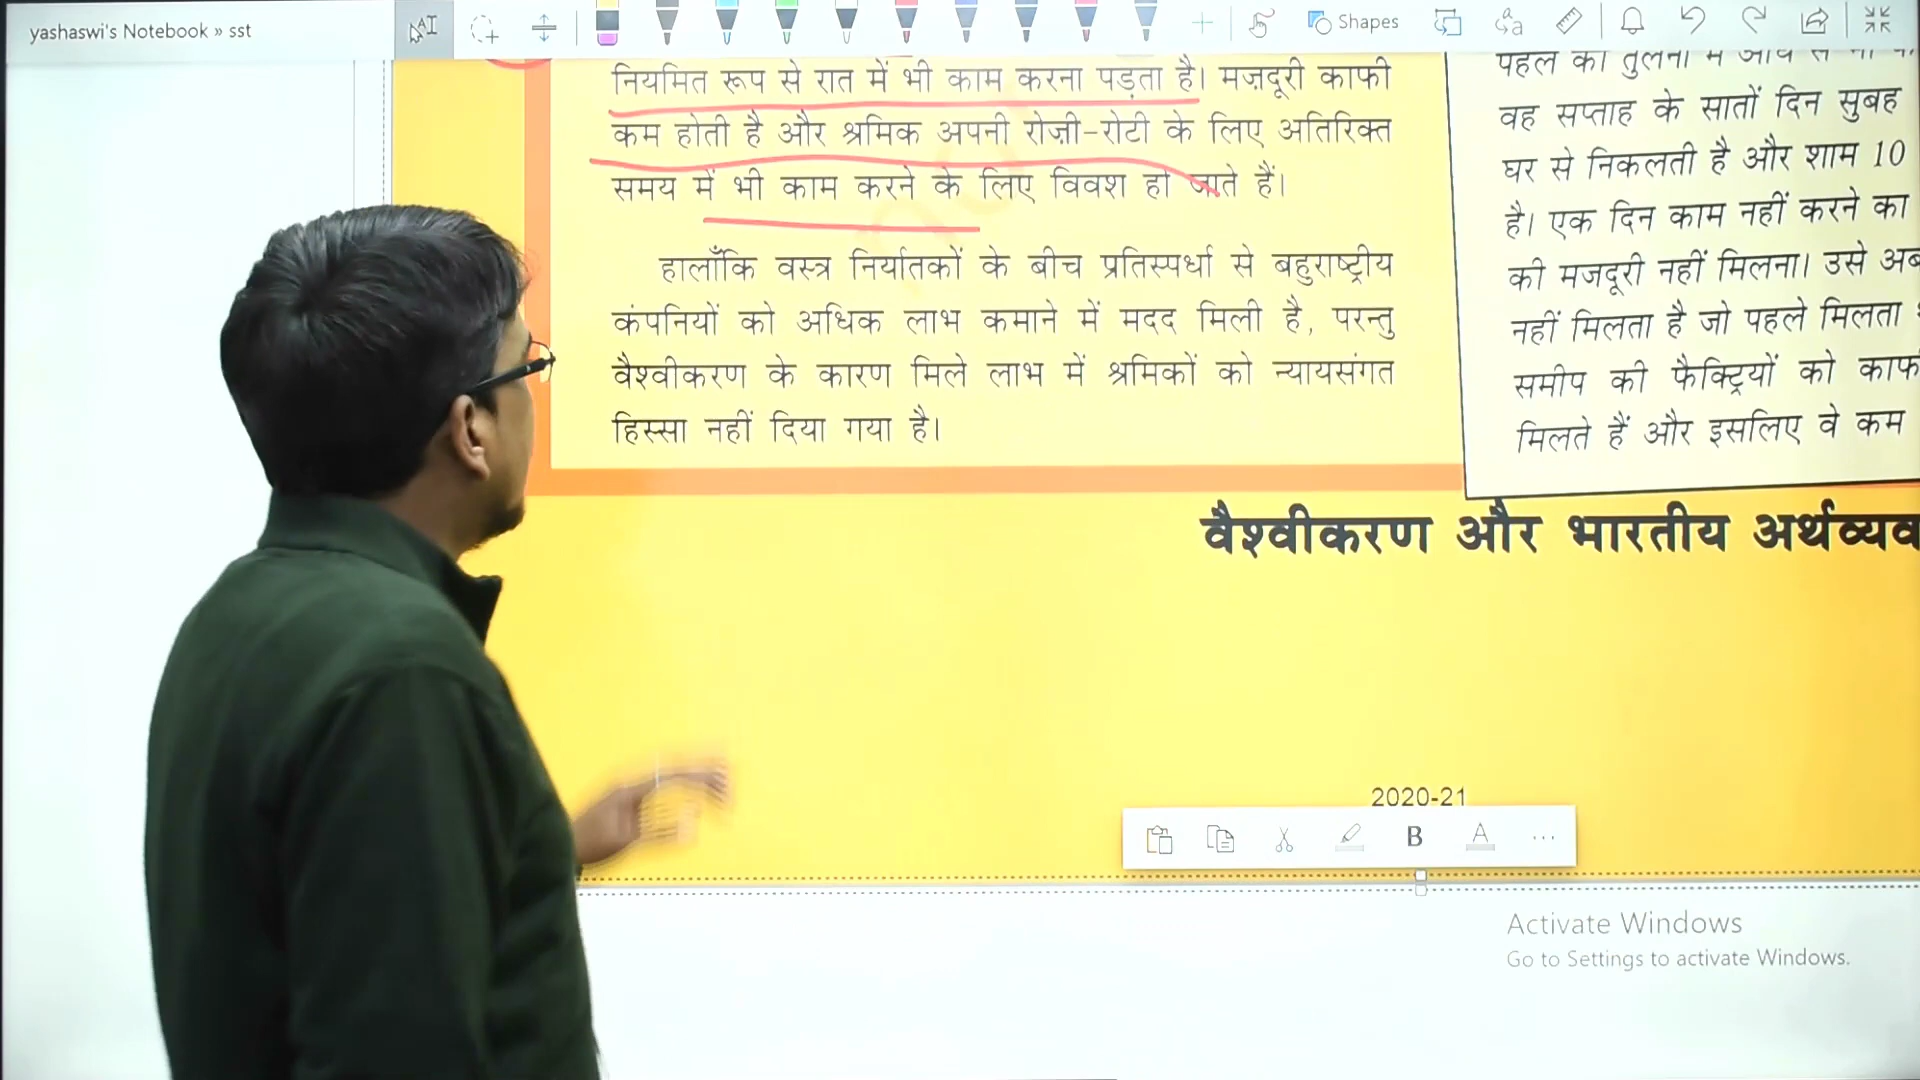 yashaswi's Notebook » sst
Shapes
नियमित रूप से रात में भी काम करना पड़ता है। मज़दूरी काफी
कम होती है और श्रमिक अपनी रोज़ी-रोटी के लिए अतिरिक्त
समय में भी काम करने के लिए विवश हो जाते हैं।
हालाँकि वस्त्र निर्यातकों के बीच प्रतिस्पर्धा से बहुराष्ट्रीय
कंपनियों को अधिक लाभ कमाने में मदद मिली है, परन्तु
वैश्वीकरण के कारण मिले लाभ में श्रमिकों को न्यायसंगत
हिस्सा नहीं दिया गया है।
पहल की तुलना में
वह सप्ताह के सातों दिन सुबह
घर से निकलती है और शाम 10
है। एक दिन काम नहीं करने का
की मजदूरी नहीं मिलना। उसे अब
नहीं मिलता है जो पहले मिलता
समीप की फैक्ट्रियों को
मिलते हैं और इसलिए वे कम
वैश्वीकरण और भारतीय
2020-21
B
A
Activate Windows
Go to Settings to activate Windows.